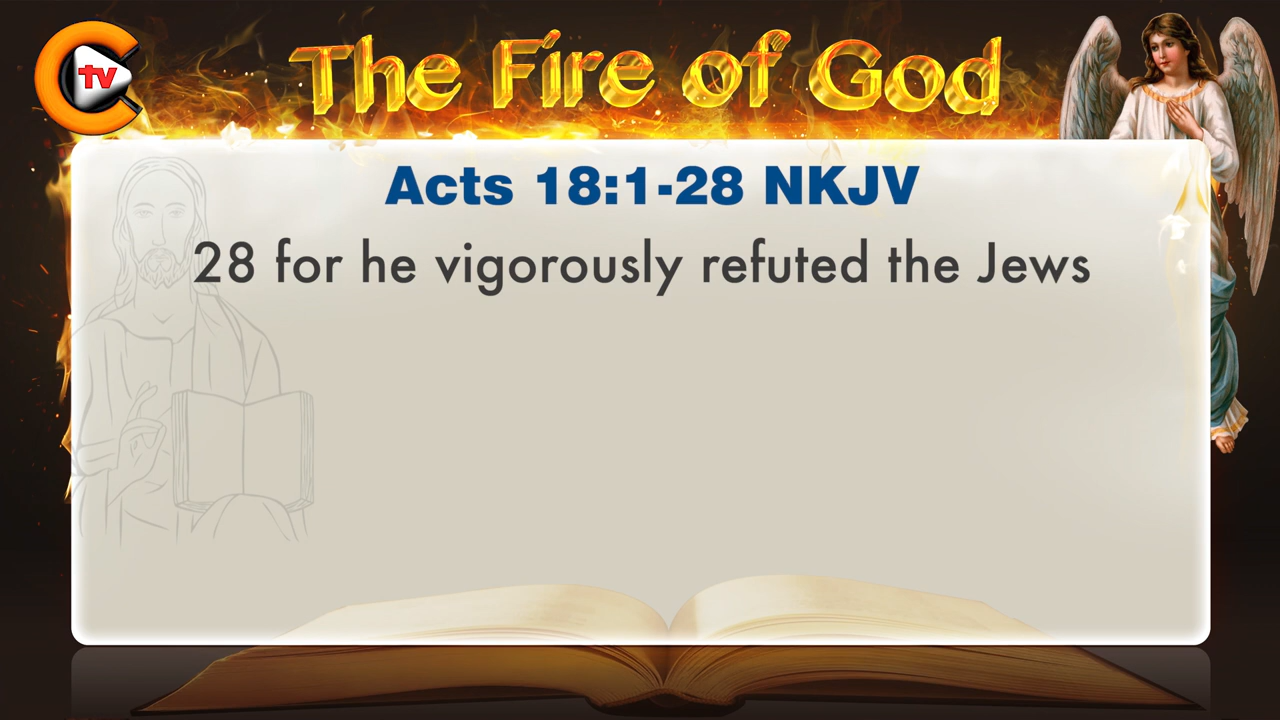 tv
The Fire of God
Acts 18:1-28 NKJV
28 for he vigorously refuted the Jews